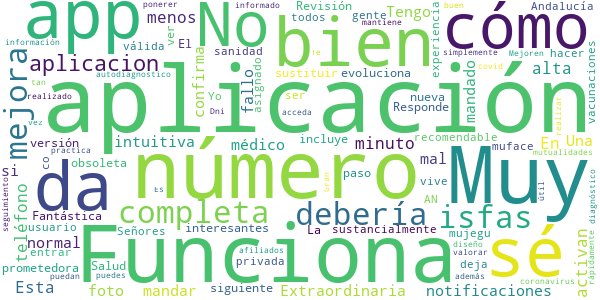 ponerer informado buen Andalucía
app No bien cómo
menos Revisión todos gente Tengo
información válida El ver sanidad le mantiene experiencia simplemente Mejoren hacer
aplicacion confirma fallo sustituir evoluciona mandado alta vacunaciones
mejora tan autodiagnóstico Yo asignado ser nueva covid
aplicación
realizado Dni Responde acceda En Una realizar
versión intuitiva médico incluye minuto recomendable
vez obsoleta co paso mal muface mutualidades
si da número Muy
practica vive AN diagnóstico
seguimiento Fantástica completa debería isfas útil
teléfono usuario Señores interesantes La sustancialmente mujegu
normal entrar Es Funciona afiliados sé activan
prometedora Salud puedes privada deja diseño valorar rápidamente
Esta puedan foto mandar siguiente Extraordinaria además notificaciones coronavirus